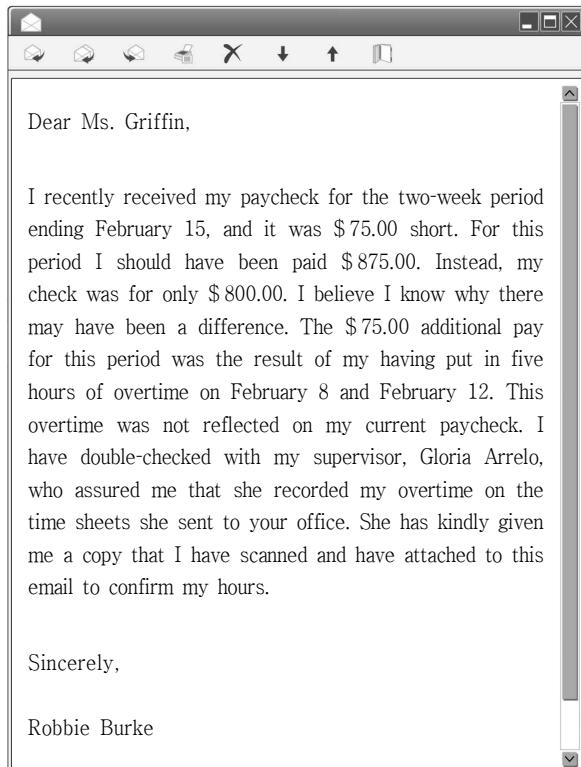 Dear Ms. Griffin,
I recently received my paycheck for the two-week period
ending February 15, and it was $75.00 short. For this
period I should have been paid $875.00. Instead, my
check was for only $800.00. I believe I know why there
may have been a difference. The $75.00 additional pay
for this period was the result of my having put in five
hours of overtime on February 8 and February 12. This
overtime was not reflected on my current paycheck. I
have double-checked with my supervisor, Gloria Arrelo,
who assured me that she recorded my overtime on the
time sheets she sent to your office. She has kindly given
me a copy that I have scanned and have attached to this
email to confirm my hours.
Sincerely,
Robbie Burke